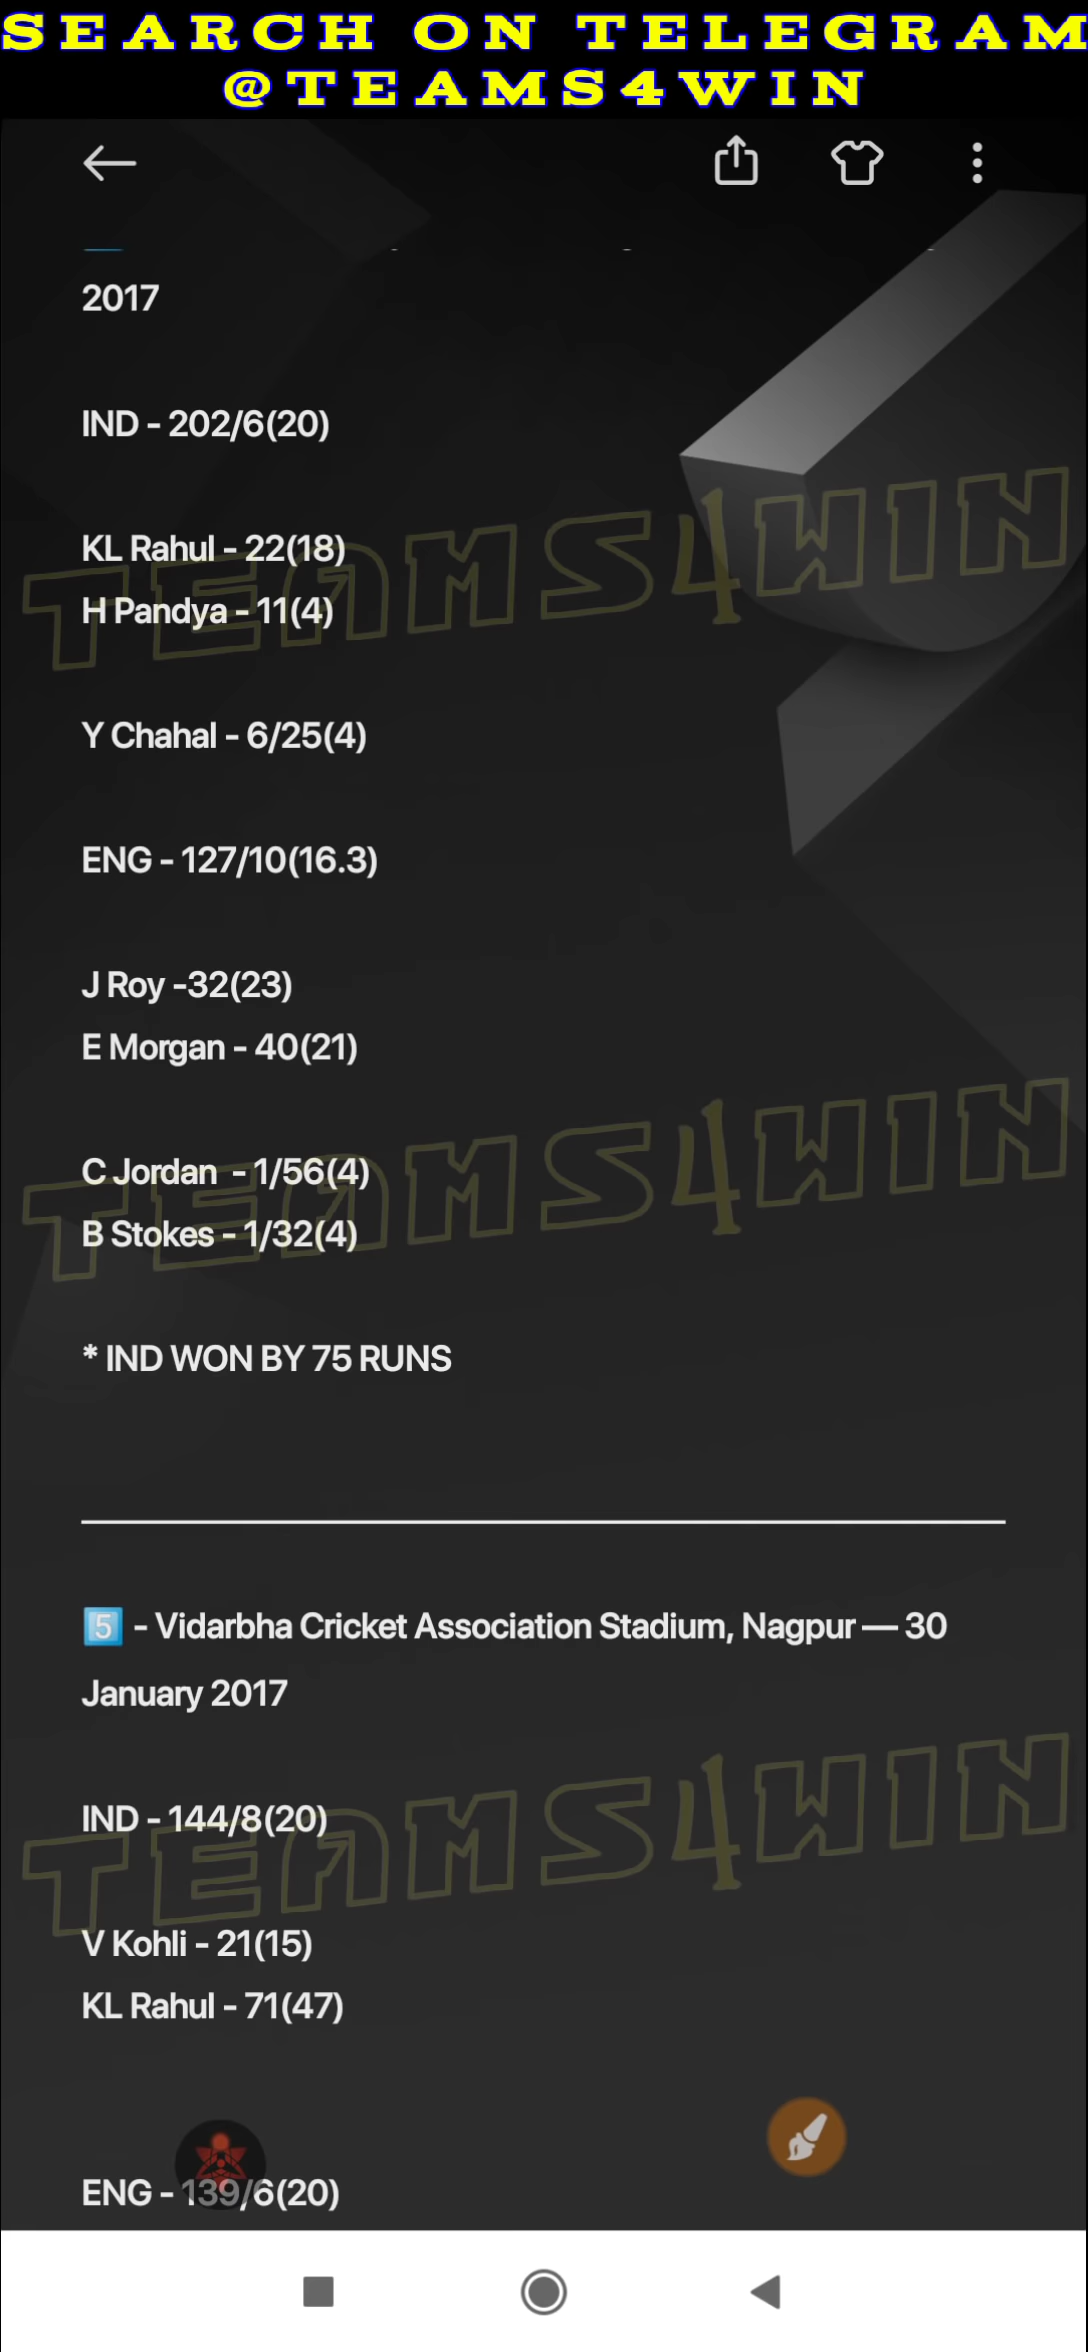 SEARCH ON TELEGRAM
@TEAMS4WIN
2017
IND - 202/6(20)
TEAMS4WIN
KL Rahul - 22(18)
H Pandya - 11(4)
Y Chahal - 6/25(4)
ENG - 127/10(16.3)
J Roy -32(23)
E Morgan - 40(21)
TEAMS4WIN
C Jordan - 1/56(4)
B Stokes - 1/32(4)
* IND WON BY 75 RUNS
5 - Vidarbha Cricket Association Stadium, Nagpur — 30
January 2017
TEAMS4WIN
IND - 144/8(20)
V Kohli - 21(15)
KL Rahul - 71(47)
ENG - 139/6(20)